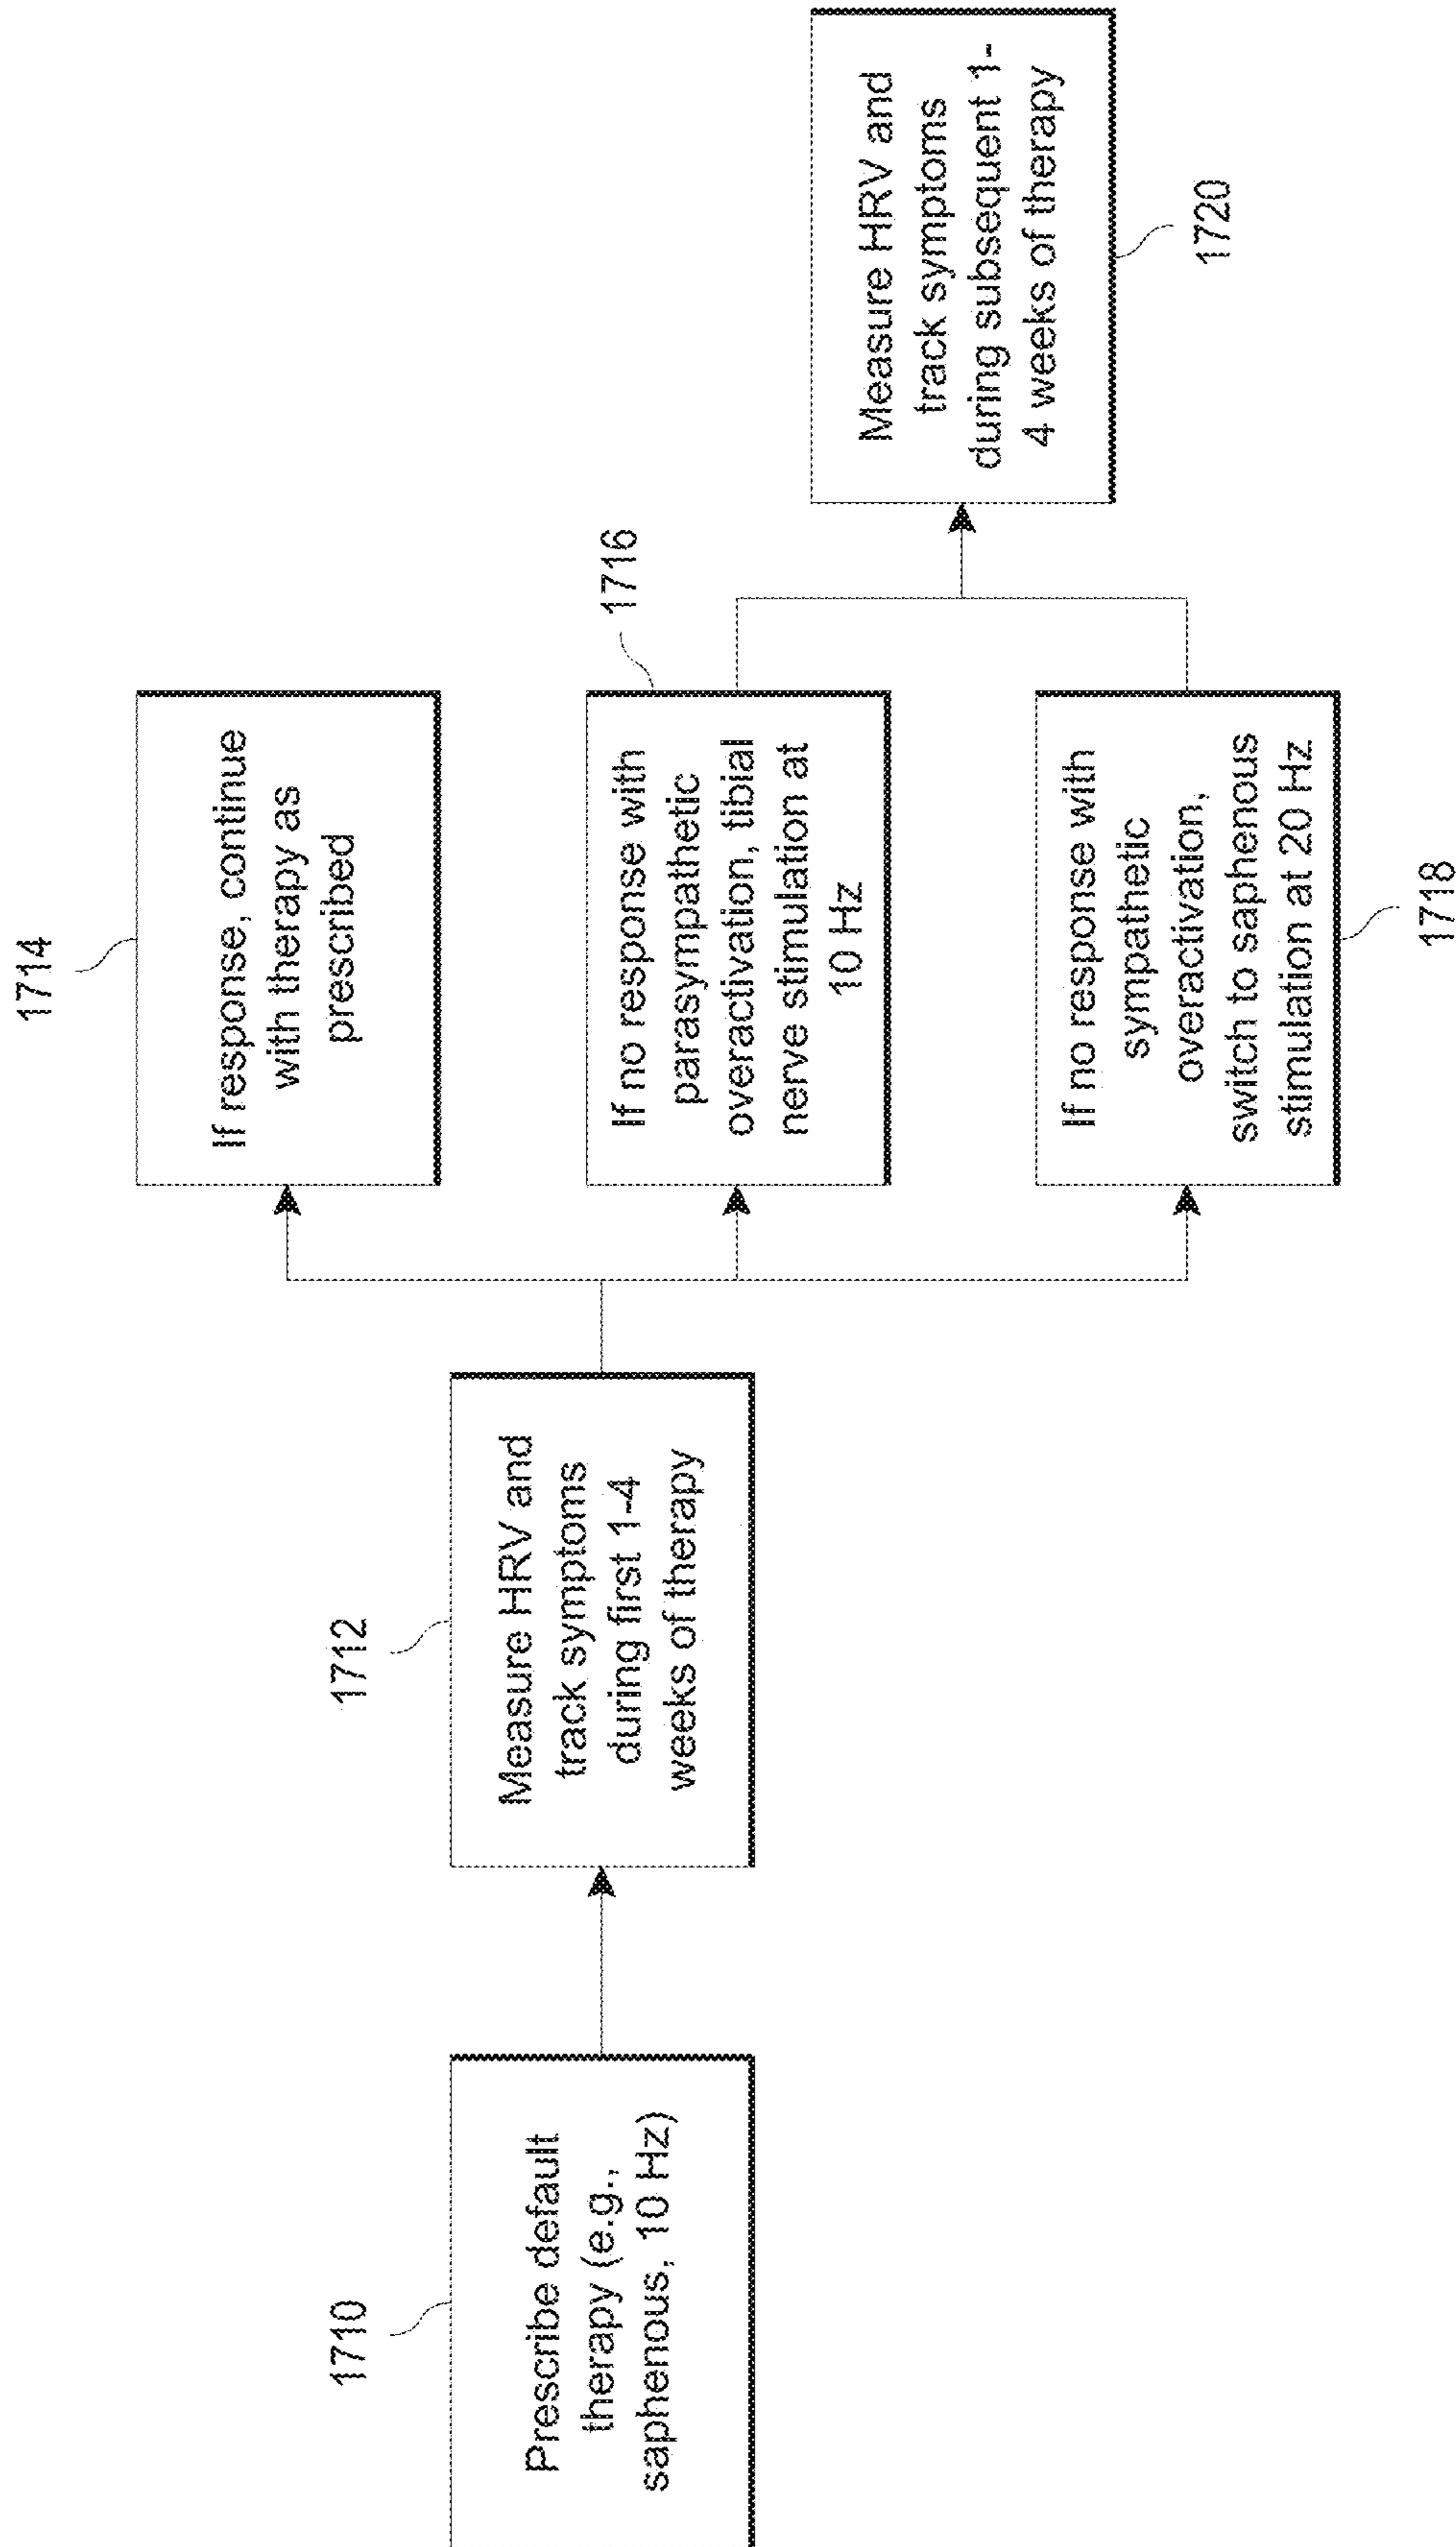 1710
Prescribe default
therapy (e.g.,
saphenous, 10 Hz)
1712
Measure HRV and
track symptoms
during first 1-4
weeks of therapy
1714
If response, continue
with therapy as
prescribed
1716
If no response with
parasympathetic
overactivation, tibial
nerve stimulation at
10 Hz
If no response with
sympathetic
overactivation,
switch to saphenous
stimulation at 20 Hz
1718
Measure HRV and
track symptoms
during subsequent 1-
4 weeks of therapy
1720